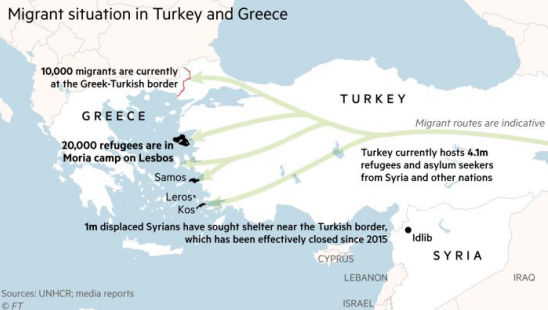 Migrant situation in Turkey and Greece
10,000 migrants are currently
at the Greek-Turkish border
GREECE
TURKEY
Migrant routes are indicative
20,000 refugees are in
Moria camp on Lesbos
Turkey currently hosts 4.1m
refugees and asylum seekers
from Syria and other nations
Samos
Leros
Kos
1m displaced Syrians have sought shelter near the Turkish border,
which has been effectively closed since 2015
Idlib
CYPRUS
SYRIA
LEBANON
IRAQ
ISRAEL
Sources: UNHCR; media reports
© FT